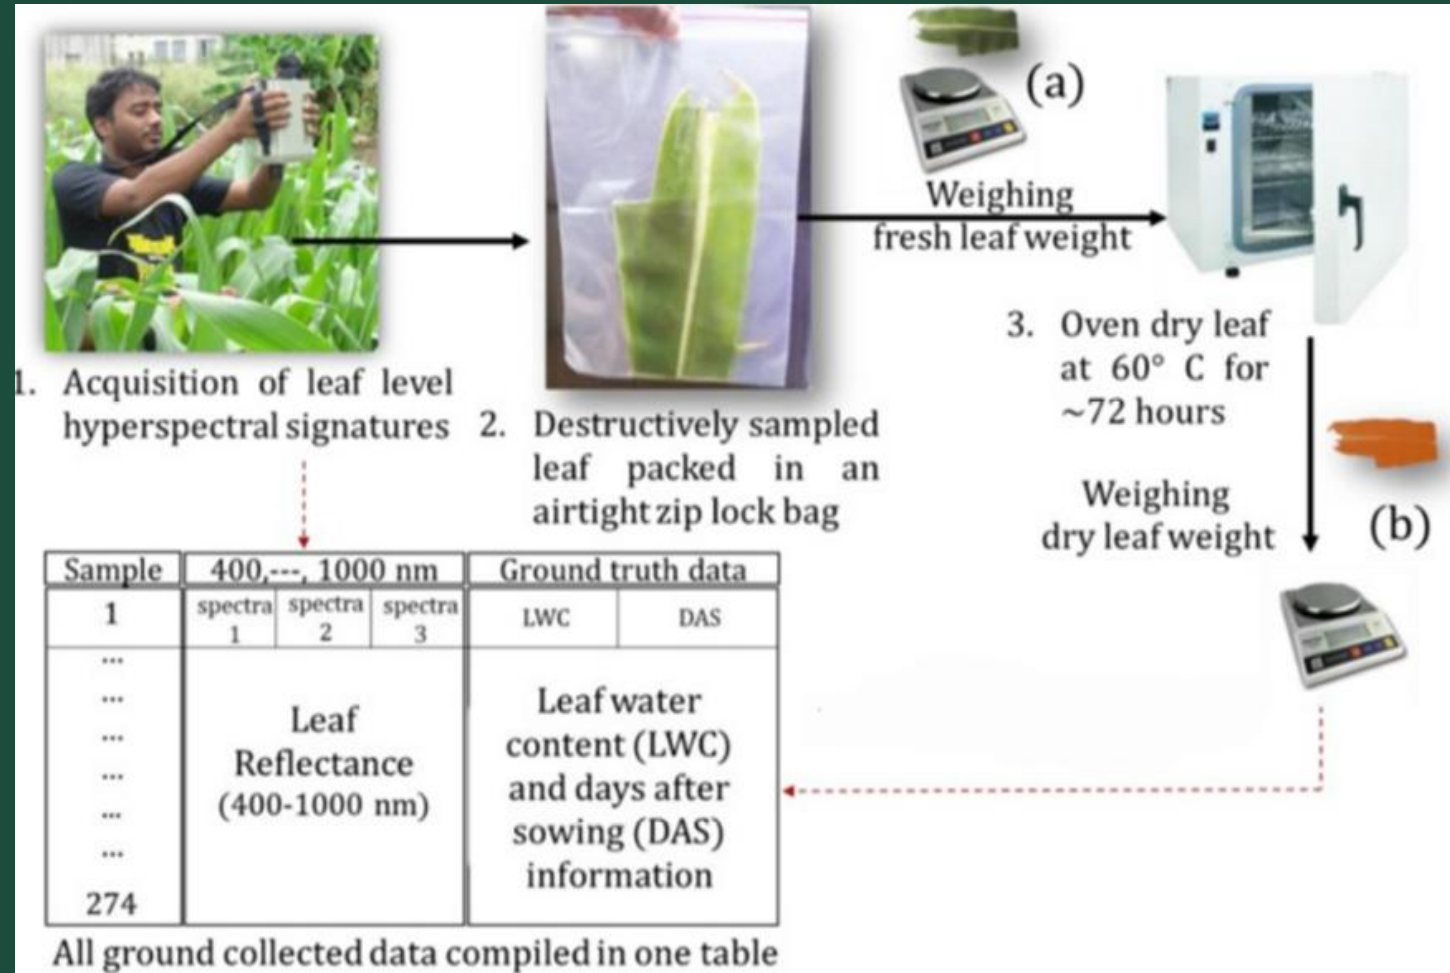 (a)
Weighing
fresh leaf weight
1. Acquisition of leaf level
hyperspectral signatures
2. Destructively sampled
leaf packed in an
airtight zip lock bag
3. Oven dry leaf
at 60° C for
~72 hours
Weighing
dry leaf weight
(b)
Sample 400,---, 1000 nm Ground truth data
1 spectra 1 spectra 2 spectra 3 LWC DAS
...
...
...
...
...
...
274
Leaf
Reflectance
(400-1000 nm)
Leaf water
content (LWC)
and days after
sowing (DAS)
information
All ground collected data compiled in one table